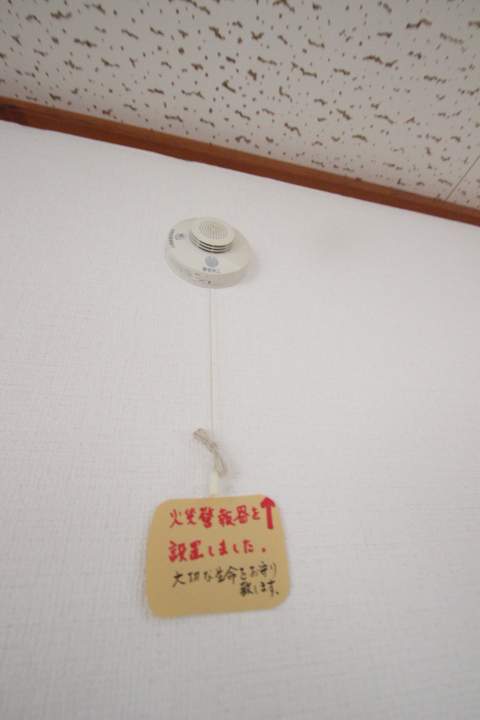 火災警報器を↑
設置しました。
大切な生命をお守り
致します。